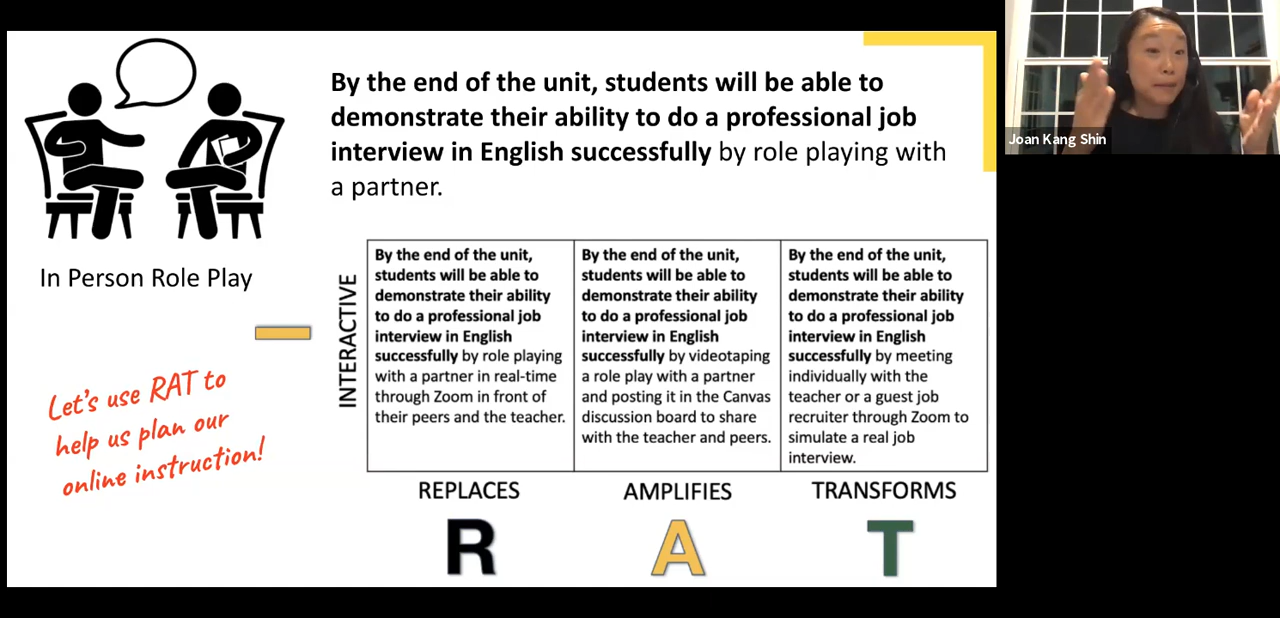 By the end of the unit, students will be able to
demonstrate their ability to do a professional job
interview in English successfully by role playing with
a partner.
In Person Role Play
Let's use RAT to
help us plan our
online instruction!
INTERACTIVE
By the end of the unit,
students will be able to
demonstrate their ability
to do a professional job
interview in English
successfully by role playing
with a partner in real-time
through Zoom in front of
their peers and the teacher.
By the end of the unit,
students will be able to
demonstrate their ability
to do a professional job
interview in English
successfully by videotaping
a role play with a partner
and posting it in the Canvas
discussion board to share
with the teacher and peers.
By the end of the unit,
students will be able to
demonstrate their ability
to do a professional job
interview in English
successfully by meeting
individually with the
teacher or a guest job
recruiter through Zoom to
simulate a real job
interview.
REPLACES
AMPLIFIES
TRANSFORMS
R
A
T
Joan Kang Shin